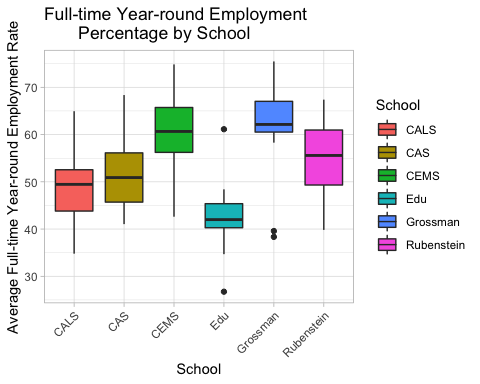 Full-time Year-round Employment
Percentage by School
Average Full-time Year-round Employment Rate
70
60
50
40
30
CALS
CAS
CEMS
Edu
Grossman
Rubenstein
School
School
CALS
CAS
CEMS
Edu
Grossman
Rubenstein